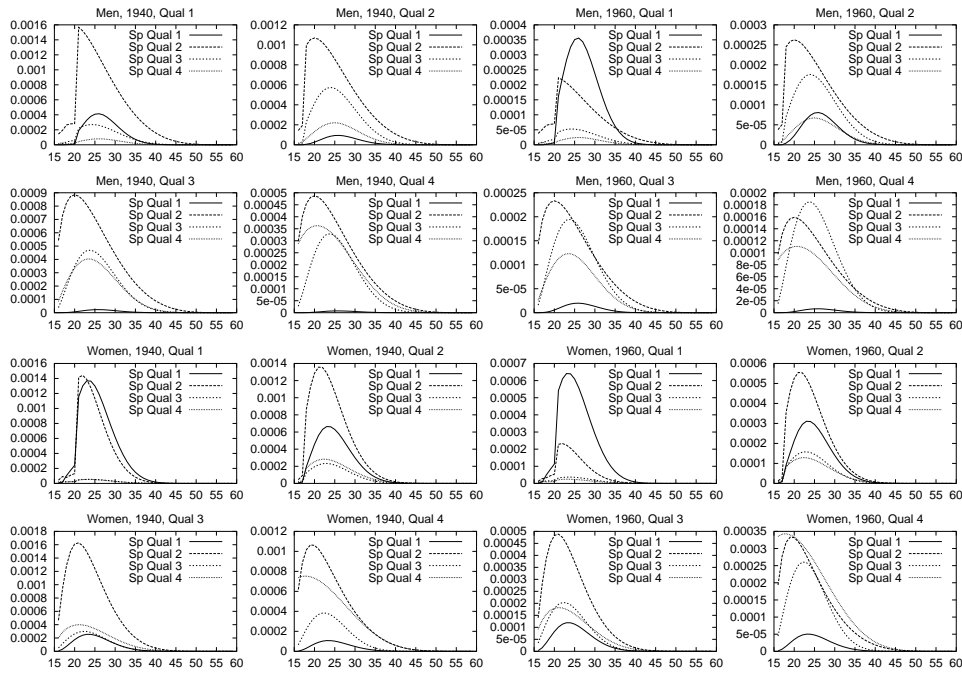 Men, 1940, Qual 1
0.0016
0.0014
0.0012
0.001
0.0008
0.0006
0.0004
0.0002
0
Sp Qual 1
Sp Qual 2
Sp Qual 3
Sp Qual 4
15 20 25 30 35 40 45 50 55 60
Men, 1940, Qual 2
0.0012
0.001
0.0008
0.0006
0.0004
0.0002
0
Sp Qual 1
Sp Qual 2
Sp Qual 3
Sp Qual 4
15 20 25 30 35 40 45 50 55 60
Men, 1960, Qual 1
0.0004
0.00035
0.0003
0.00025
0.0002
0.00015
0.0001
5e-05
0
Sp Qual 1
Sp Qual 2
Sp Qual 3
Sp Qual 4
15 20 25 30 35 40 45 50 55 60
Men, 1960, Qual 2
0.0003
0.00025
0.0002
0.00015
0.0001
5e-05
0
Sp Qual 1
Sp Qual 2
Sp Qual 3
Sp Qual 4
15 20 25 30 35 40 45 50 55 60
Men, 1940, Qual 3
0.0009
0.0008
0.0007
0.0006
0.0005
0.0004
0.0003
0.0002
0.0001
0
Sp Qual 1
Sp Qual 2
Sp Qual 3
Sp Qual 4
15 20 25 30 35 40 45 50 55 60
Men, 1940, Qual 4
0.0005
0.00045
0.0004
0.00035
0.0003
0.00025
0.0002
0.00015
0.0001
5e-05
0
Sp Qual 1
Sp Qual 2
Sp Qual 3
Sp Qual 4
15 20 25 30 35 40 45 50 55 60
Men, 1960, Qual 3
0.00025
0.0002
0.00015
0.0001
5e-05
0
Sp Qual 1
Sp Qual 2
Sp Qual 3
Sp Qual 4
15 20 25 30 35 40 45 50 55 60
Men, 1960, Qual 4
0.0002
0.00018
0.00016
0.00014
0.00012
0.0001
8e-05
6e-05
4e-05
2e-05
0
Sp Qual 1
Sp Qual 2
Sp Qual 3
Sp Qual 4
15 20 25 30 35 40 45 50 55 60
Women, 1940, Qual 1
0.0016
0.0014
0.0012
0.001
0.0008
0.0006
0.0004
0.0002
0
Sp Qual 1
Sp Qual 2
Sp Qual 3
Sp Qual 4
15 20 25 30 35 40 45 50 55 60
Women, 1940, Qual 2
0.0014
0.0012
0.001
0.0008
0.0006
0.0004
0.0002
0
Sp Qual 1
Sp Qual 2
Sp Qual 3
Sp Qual 4
15 20 25 30 35 40 45 50 55 60
Women, 1960, Qual 1
0.0007
0.0006
0.0005
0.0004
0.0003
0.0002
0.0001
0
Sp Qual 1
Sp Qual 2
Sp Qual 3
Sp Qual 4
15 20 25 30 35 40 45 50 55 60
Women, 1960, Qual 2
0.0006
0.0005
0.0004
0.0003
0.0002
0.0001
0
Sp Qual 1
Sp Qual 2
Sp Qual 3
Sp Qual 4
15 20 25 30 35 40 45 50 55 60
Women, 1940, Qual 3
0.0018
0.0016
0.0014
0.0012
0.001
0.0008
0.0006
0.0004
0.0002
0
Sp Qual 1
Sp Qual 2
Sp Qual 3
Sp Qual 4
15 20 25 30 35 40 45 50 55 60
Women, 1940, Qual 4
0.0012
0.001
0.0008
0.0006
0.0004
0.0002
0
Sp Qual 1
Sp Qual 2
Sp Qual 3
Sp Qual 4
15 20 25 30 35 40 45 50 55 60
Women, 1960, Qual 3
0.0005
0.00045
0.0004
0.00035
0.0003
0.00025
0.0002
0.00015
0.0001
5e-05
0
Sp Qual 1
Sp Qual 2
Sp Qual 3
Sp Qual 4
15 20 25 30 35 40 45 50 55 60
Women, 1960, Qual 4
0.00035
0.0003
0.00025
0.0002
0.00015
0.0001
5e-05
0
Sp Qual 1
Sp Qual 2
Sp Qual 3
Sp Qual 4
15 20 25 30 35 40 45 50 55 60